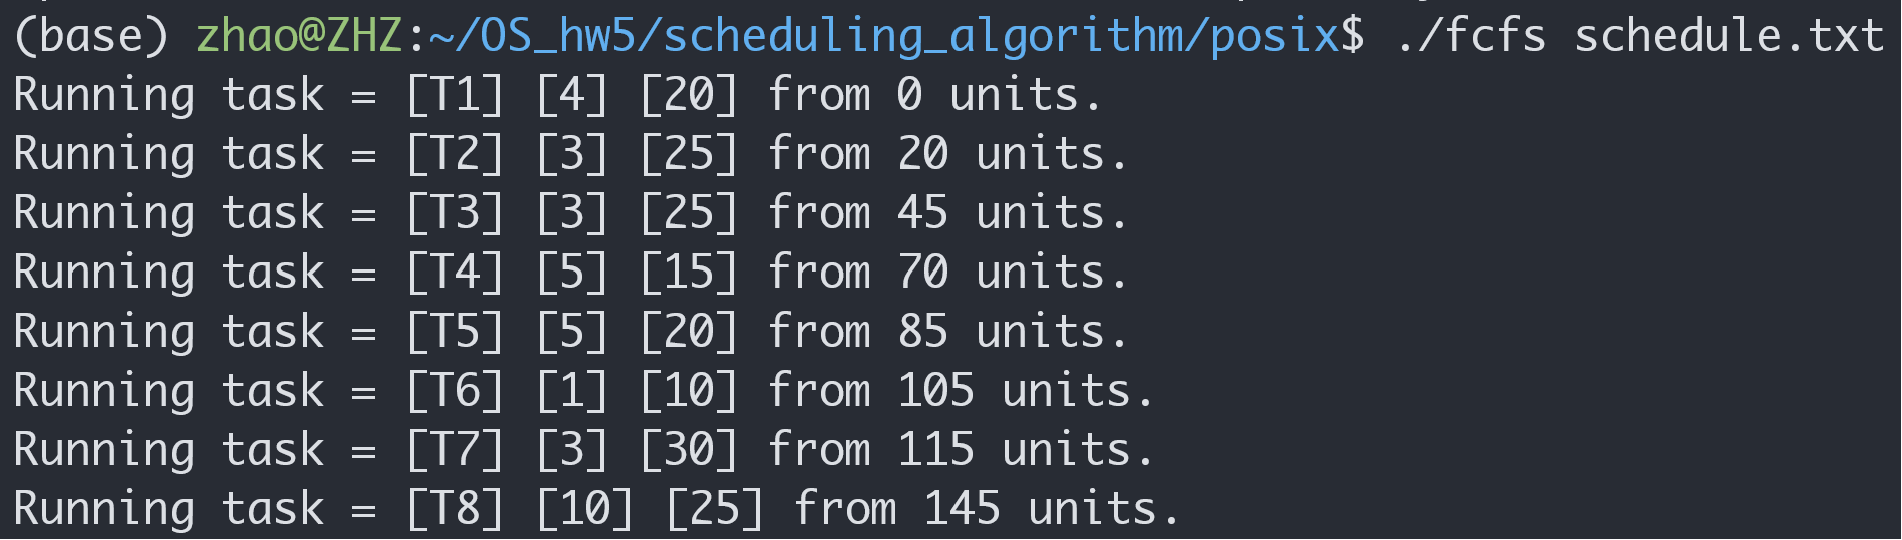 (base) zhao@ZHZ:~/OS_hw5/scheduling_algorithm/posix$ ./fcfs schedule.txt
Running task = [T1] [4] [20] from 0 units.
Running task = [T2] [3] [25] from 20 units.
Running task = [T3] [3] [25] from 45 units.
Running task = [T4] [5] [15] from 70 units.
Running task = [T5] [5] [20] from 85 units.
Running task = [T6] [1] [10] from 105 units.
Running task = [T7] [3] [30] from 115 units.
Running task = [T8] [10] [25] from 145 units.